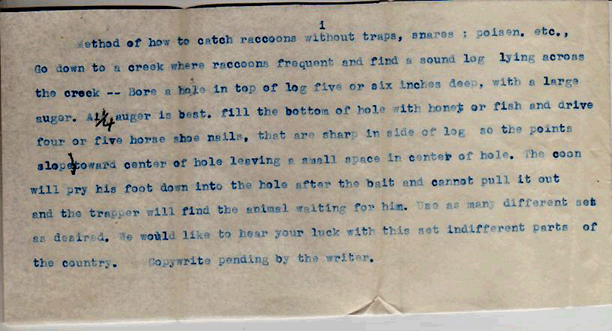 1
Method of how to catch raccoons without traps, snares ; poisen. etc.,
Go down to a creek where raccoons frequent and find a sound log lying across
the creek -- Bore a hole in top of log five or six inches deep, with a large
auger. A 1 1/4 auger is best. fill the bottom of hole with honey or fish and drive
four or five horse shoe nails, that are sharp in side of log so the points
slope toward center of hole leaving a small space in center of hole. The coon
will pry his foot down into the hole after the bait and cannot pull it out
and the trapper will find the animal waiting for him. Use as many different set
as desired. We would like to hear your luck with this set indifferent parts of
the country. Copywrite pending by the writer.